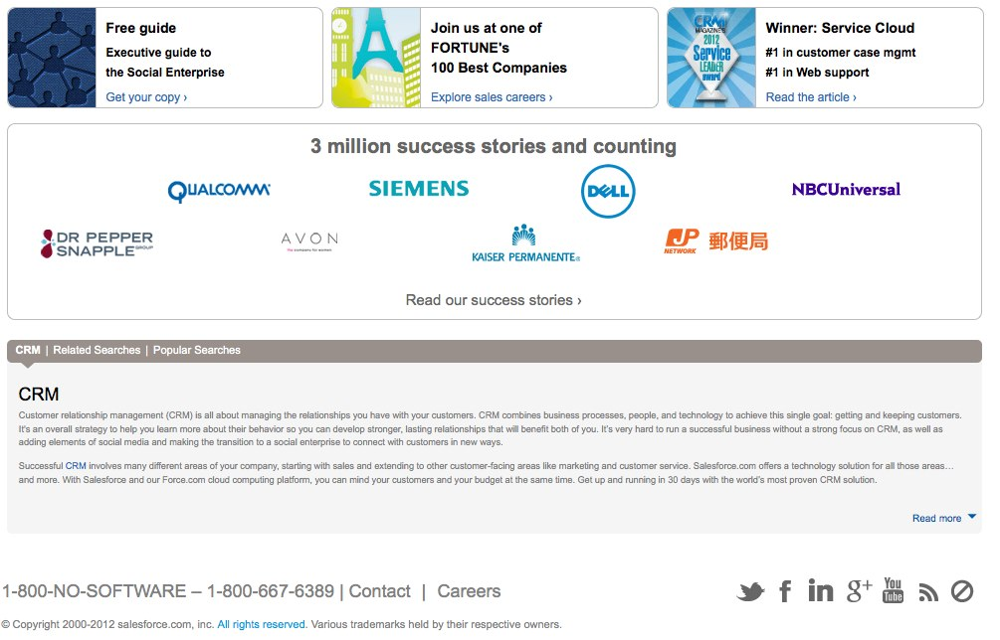 Free guide
Executive guide to
the Social Enterprise
Get your copy ›
Join us at one of
FORTUNE's
100 Best Companies
Explore sales careers ›
CRM
MAGAZINE'S
2012
Service
LEADER
award
Winner: Service Cloud
#1 in customer case mgmt
#1 in Web support
Read the article ›
3 million success stories and counting
QUALCOMM®
SIEMENS
DELL
NBCUniversal
DR PEPPER
SNAPPLE GROUP
AVON
the company for women
KAISER PERMANENTE®
JP NETWORK 郵便局
Read our success stories ›
CRM | Related Searches | Popular Searches
CRM
Customer relationship management (CRM) is all about managing the relationships you have with your customers. CRM combines business processes, people, and technology to achieve this single goal: getting and keeping customers.
It's an overall strategy to help you learn more about their behavior so you can develop stronger, lasting relationships that will benefit both of you. It's very hard to run a successful business without a strong focus on CRM, as well as
adding elements of social media and making the transition to a social enterprise to connect with customers in new ways.
Successful CRM involves many different areas of your company, starting with sales and extending to other customer-facing areas like marketing and customer service. Salesforce.com offers a technology solution for all those areas…
and more. With Salesforce and our Force.com cloud computing platform, you can mind your customers and your budget at the same time. Get up and running in 30 days with the world's most proven CRM solution.
Read more
1-800-NO-SOFTWARE – 1-800-667-6389 | Contact | Careers
f in g+ You Tube
© Copyright 2000-2012 salesforce.com, inc. All rights reserved. Various trademarks held by their respective owners.